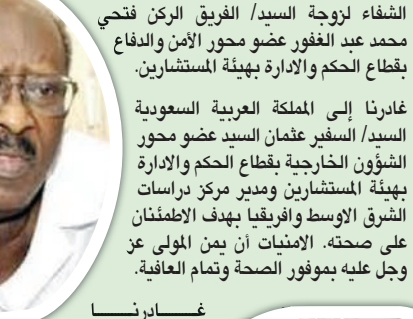 الشفاء لزوجة السيد/ الفريق الركن فتحي
محمد عبد الغفور عضو محور الأمن والدفاع
بقطاع الحكم والادارة بهيئة المستشارين.
غادرنا إلى المملكة العربية السعودية
السيد/ السفير عثمان السيد عضو محور
الشؤون الخارجية بقطاع الحكم والادارة
بهيئة المستشارين ومدير مركز دراسات
الشرق الاوسط وافريقيا بهدف الاطمئنان
على صحته. الامنيات أن يمن المولى عز
وجل عليه بموفور الصحة وتمام العافية.
غادرنا